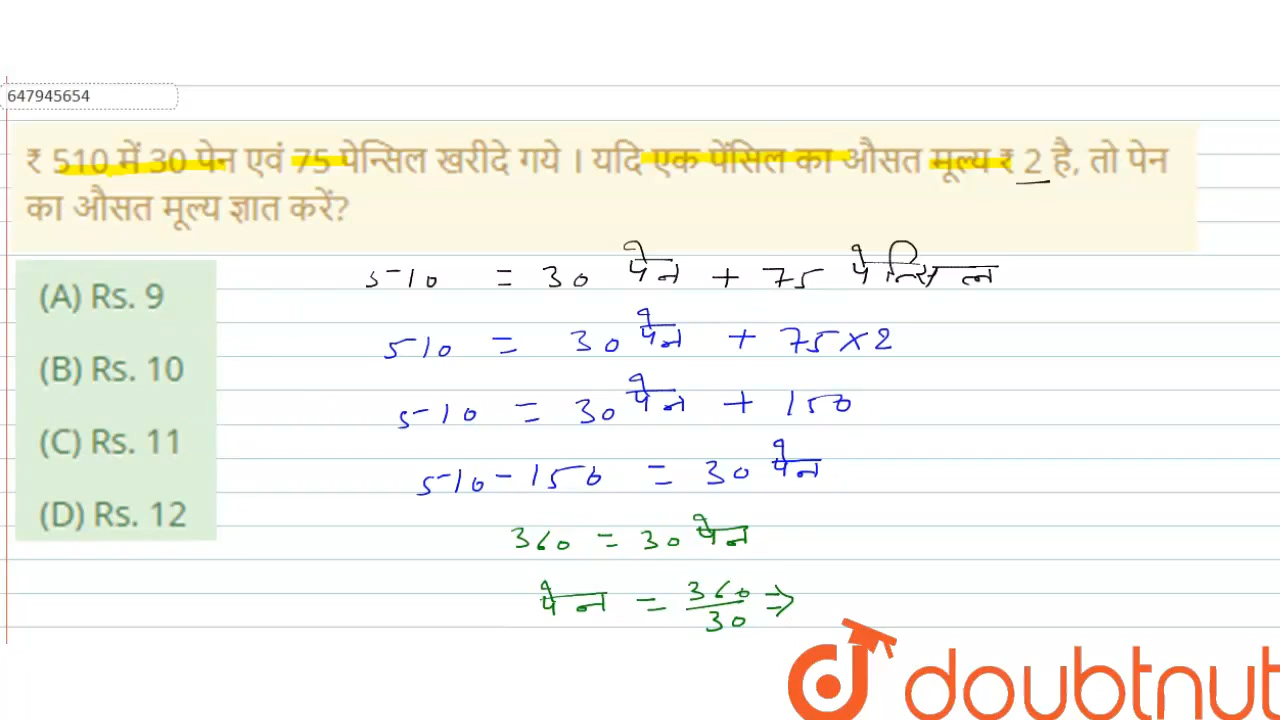 647945654
₹ 510 में 30 पेन एवं 75 पेन्सिल खरीदे गये । यदि एक पेंसिल का औसत मूल्य ₹ 2 है, तो पेन
का औसत मूल्य ज्ञात करें?
(A) Rs. 9
(B) Rs. 10
(C) Rs. 11
(D) Rs. 12
510 = 30 पेन + 75 पेन्सिल
510 = 30 पेन + 75×2
510 = 30 पेन + 150
510 - 150 = 30 पेन
360 = 30 पेन
पेन = 360/30 ⇒
doubtnut